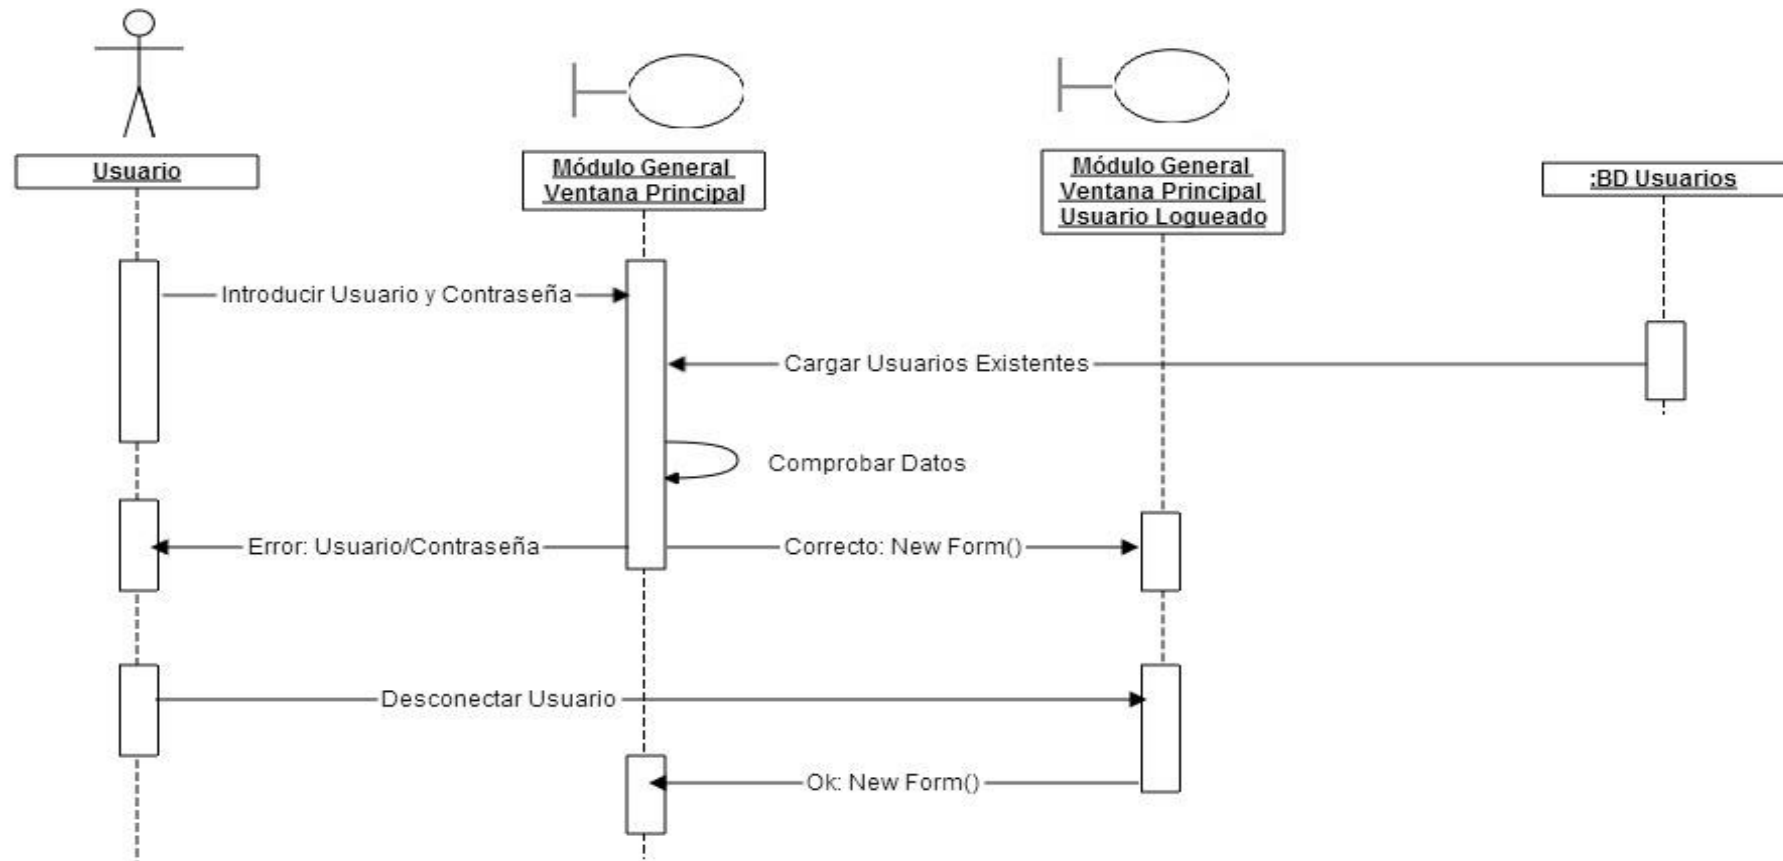 Usuario
Módulo General
Ventana Principal
Módulo General
Ventana Principal
Usuario Logueado
:BD Usuarios
Introducir Usuario y Contraseña
Cargar Usuarios Existentes
Comprobar Datos
Error: Usuario/Contraseña
Correcto: New Form()
Desconectar Usuario
Ok: New Form()